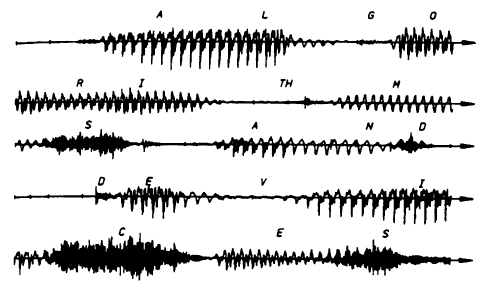 A L G O
R I TH M
S A N D
D E V I
C E S